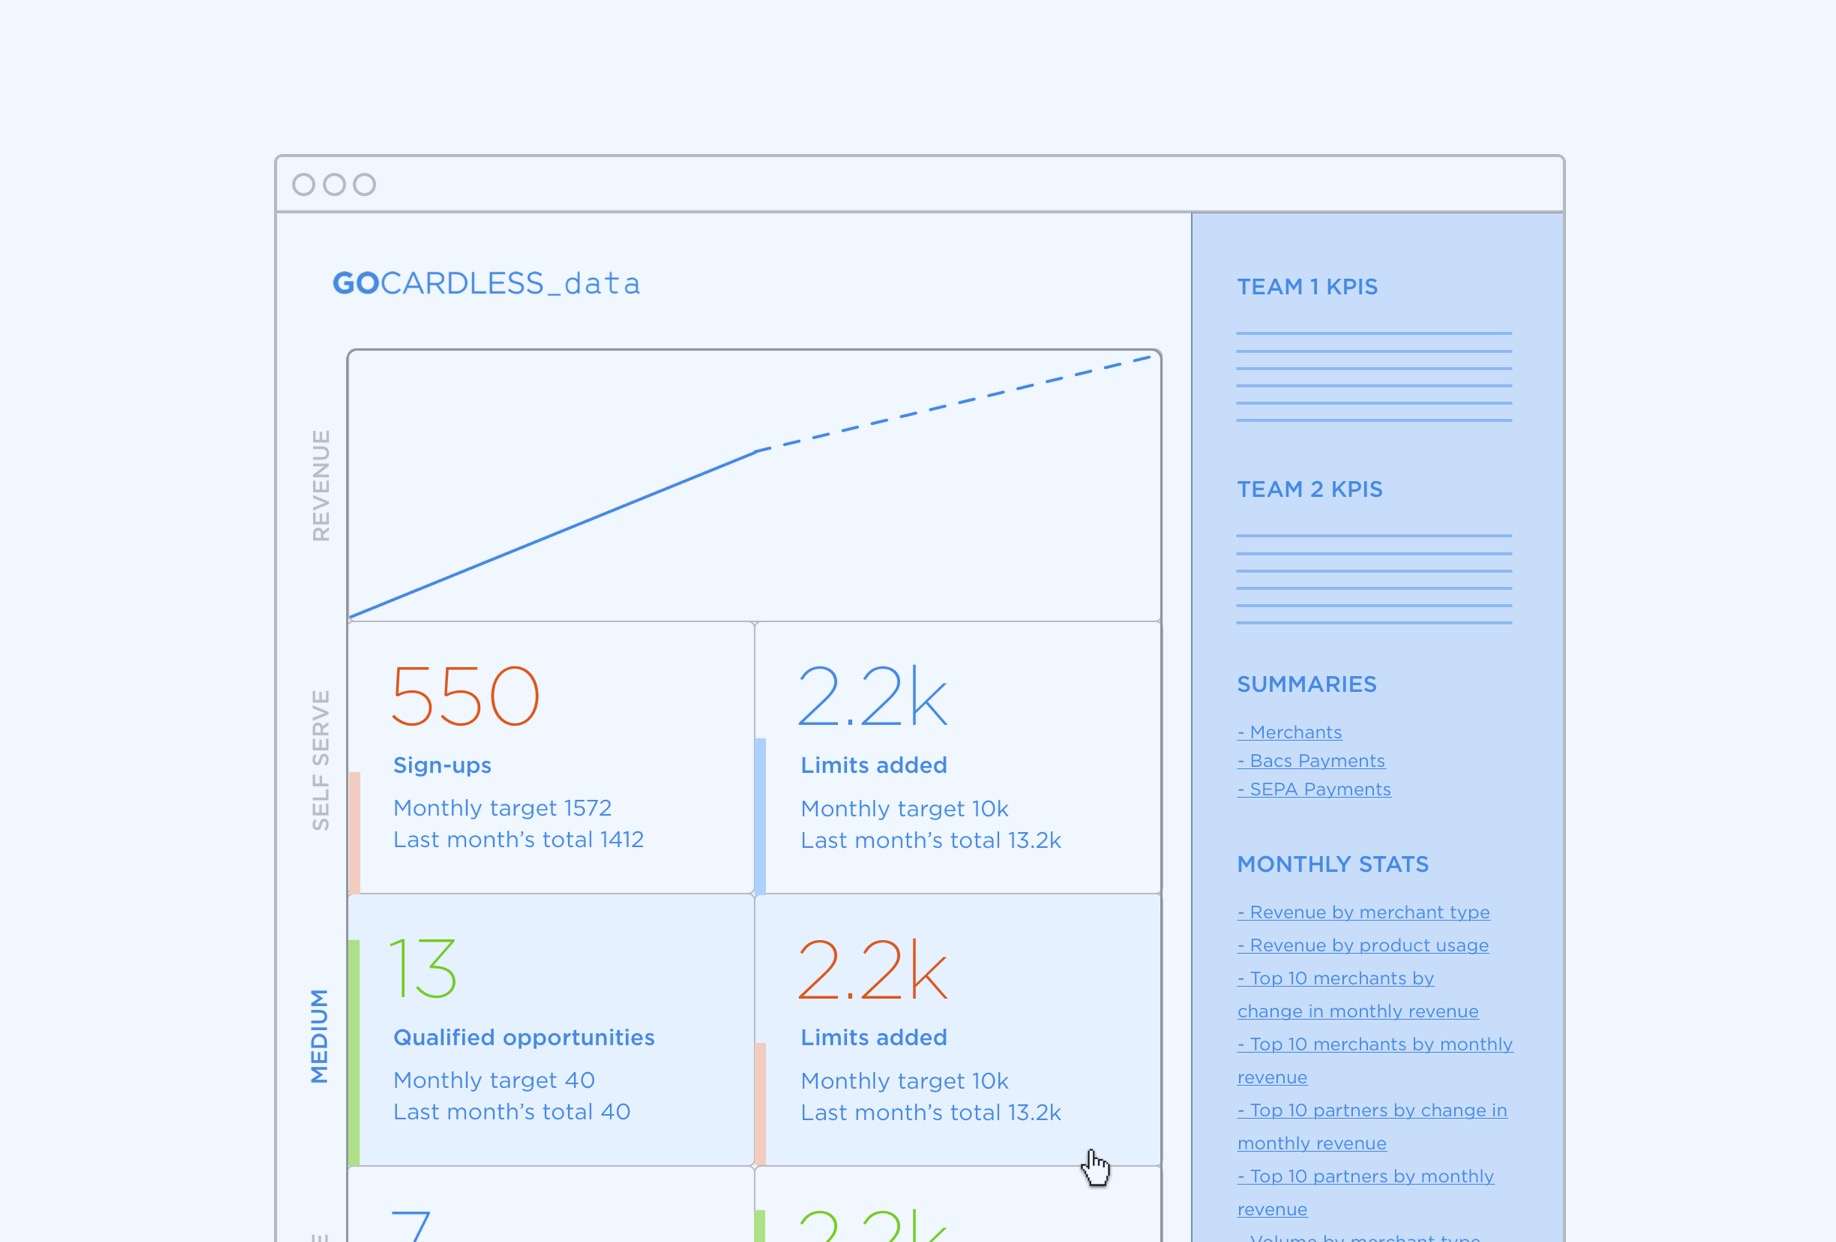 GOCARDLESS_data
REVENUE
SELF SERVE
550
Sign-ups
Monthly target 1572
Last month’s total 1412
2.2k
Limits added
Monthly target 10k
Last month’s total 13.2k
MEDIUM
13
Qualified opportunities
Monthly target 40
Last month’s total 40
2.2k
Limits added
Monthly target 10k
Last month’s total 13.2k
7
2.2k
TEAM 1 KPIS
TEAM 2 KPIS
SUMMARIES
- Merchants
- Bacs Payments
- SEPA Payments
MONTHLY STATS
- Revenue by merchant type
- Revenue by product usage
- Top 10 merchants by
change in monthly revenue
- Top 10 merchants by monthly
revenue
- Top 10 partners by change in
monthly revenue
- Top 10 partners by monthly
revenue
- Volume by merchant type